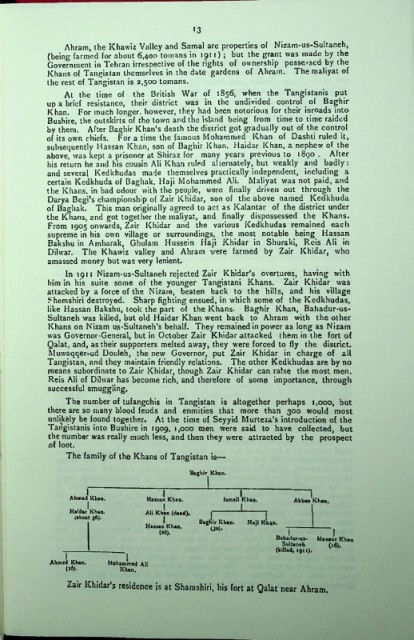 13
Ahram, the Khawiz Volley and Samal are properties of Nizam-us-Sultaneh,
(being farmed for about 6,400 tomans in 1911) ; but the grant was made by the
Government in Tehran irrespective of the rights of ownership possessed by the
Khans of Tangistan themselves in the date gardens of Ahram. The maliyat of
the rest of Tangistan is 2,500 tomans.
At the time of the British War of 1856, when the Tangistanis put
up a brief resistance, their district was in the undivided control of Baghir
Khan. For much longer, however, they had been notorious for their inroads into
Bushire, the outskirts of the town and the island being from time to time raided
by them. After Baghir Khan's death the district got gradually out of the control
of its own chiefs. For a time the famous Mohammed Khan of Dashti ruled it,
subsequently Hassan Khan, son of Baghir Khan. Haidar Khan, a nephew of the
above, was kept a prisoner at Shiraz for many years previous to 1890. After
his return he and his cousin Ali Khan ruled alternately, but weakly and badly :
and several Kedkhudas made themselves practically independent, including a
certain Kedkhuda of Baghak, Haji Mohammed Ali. Maliyat was not paid, and
the Khans, in bad odour with the people, were finally driven out through the
Darya Begi's championship of Zair Khidar, son of the above named Kedkhuda
of Baghak. This man originally agreed to act as Kalantar of the district under
the Khans, and got together the maliyat, and finally dispossessed the Khans.
From 1905 onwards, Zair Khidar and the various Kedkhudas remained each
supreme in his own village or surroundings, the most notable being Hassan
Bakshu in Ambarak, Ghulam Hussein Haji Khidar in Shuraki, Reis Ali in
Dilwar. The Khawiz valley and Ahram were farmed by Zair Khidar, who
amassed money but was very lenient.
In 1911 Nizam-us-Sultaneh rejected Zair Khidar's overtures, having with
him in his suite some of the younger Tangistani Khans. Zair Khidar was
attacked by a force of the Nizam, beaten back to the hills, and his village
Shamshiri destroyed. Sharp fighting ensued, in which some of the Kedkhudas,
like Hassan Bakshu, took the part of the Khans. Baghir Khan, Bahadur-us-
Sultaneh was killed, but old Haidar Khan went back to Ahram with the other
Khans on Nizam us-Sultaneh's behalf. They remained in power as long as Nizam
was Governor-General, but in October Zair Khidar attacked them in the fort of
Qalat, and, as their supporters melted away, they were forced to fly the district.
Muwaqqer-ud Douleh, the new Governor, put Zair Khidar in charge of all
Tangistan, and they maintain friendly relations. The other Kedkhudas are by no
means subordinate to Zair Khidar, though Zair Khidar can raise the most men.
Reis Ali of Dilwar has become rich, and therefore of some importance, through
successful smuggling.
The number of tufangchis in Tangistan is altogether perhaps 1,000, but
there are so many blood feuds and enmities that more than 300 would most
unlikely be found together. At the time of Seyyid Murteza's introduction of the
Tangistanis into Bushire in 1909, 1,000 men were said to have collected, but
the number was really much less, and then they were attracted by the prospect
of loot.
The family of the Khans of Tangistan is—
Baghir Khan.
Ahmad Khan. Hassan Khan. Ismail Khan. Abbas Khan.
Haidar Khan. (about 56). Ali Khan (dead). Baghir Khan. (30). Haji Khan.
Hassan Khan.
Bahadur-us-Sultaneh (killed, 1911). Mansur Khan (16).
Ahmed Khan. (16). Mohammed Ali Khan.
Zair Khidar's residence is at Shamshiri, his fort at Qalat near Ahram.